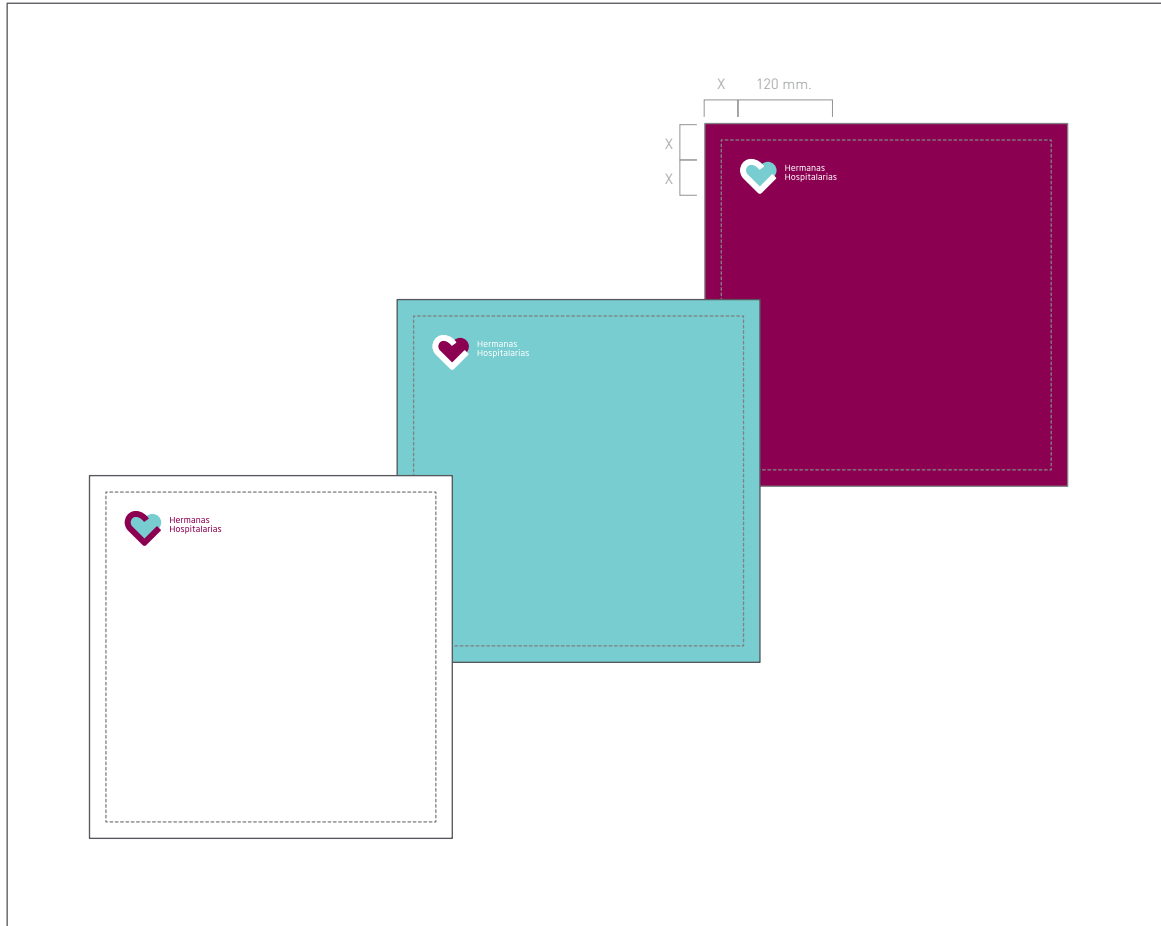 X 120 mm.
X
X
Hermanas
Hospitalarias
Hermanas
Hospitalarias
Hermanas
Hospitalarias